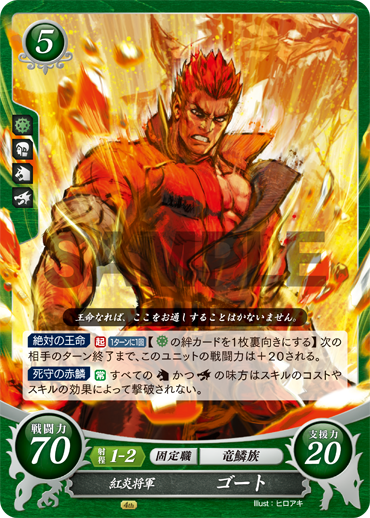 5
SAMPLE
王命なれば、ここをお通しすることはかないません。
絶対の王命 起 1ターンに1回 【の絆カードを1枚裏向きにする】次の
相手のターン終了まで、このユニットの戦闘力は+20される。
死守の赤鱗 常 すべての かつ の味方はスキルのコストや
スキルの効果によって撃破されない。
戦闘力 70
射程 1-2 固定職 竜鱗族
支援力 20
紅炎将軍 ゴート
4th
Illust：ヒロアキ